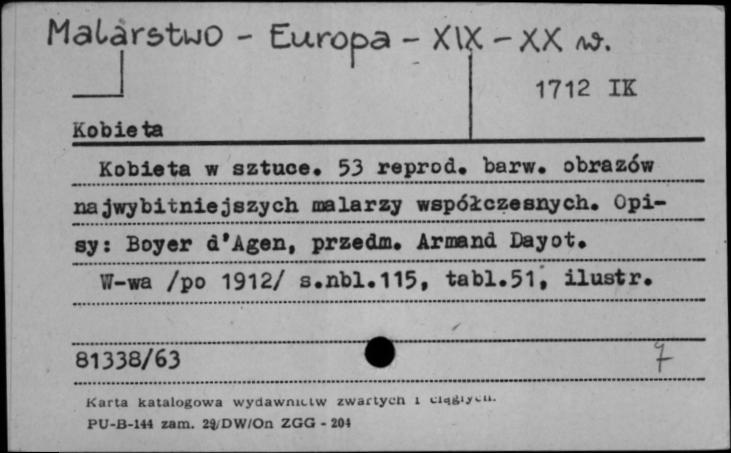 Malarstwo - Europa - XIX - XX w.
1712 IK
Kobieta
Kobieta w sztuce. 53 reprod. barw. obrazów
najwybitniejszych malarzy współczesnych. Opi-
sy: Boyer d'Agen, przedm. Armand Dayot.
W-wa /po 1912/ s.nbl.115, tabl.51, ilustr.
81338/63
7
Karta katalogowa wydawnictw zwartych i ciągłych.
PU-B-144 zam. 29/DW/On ZGG - 204